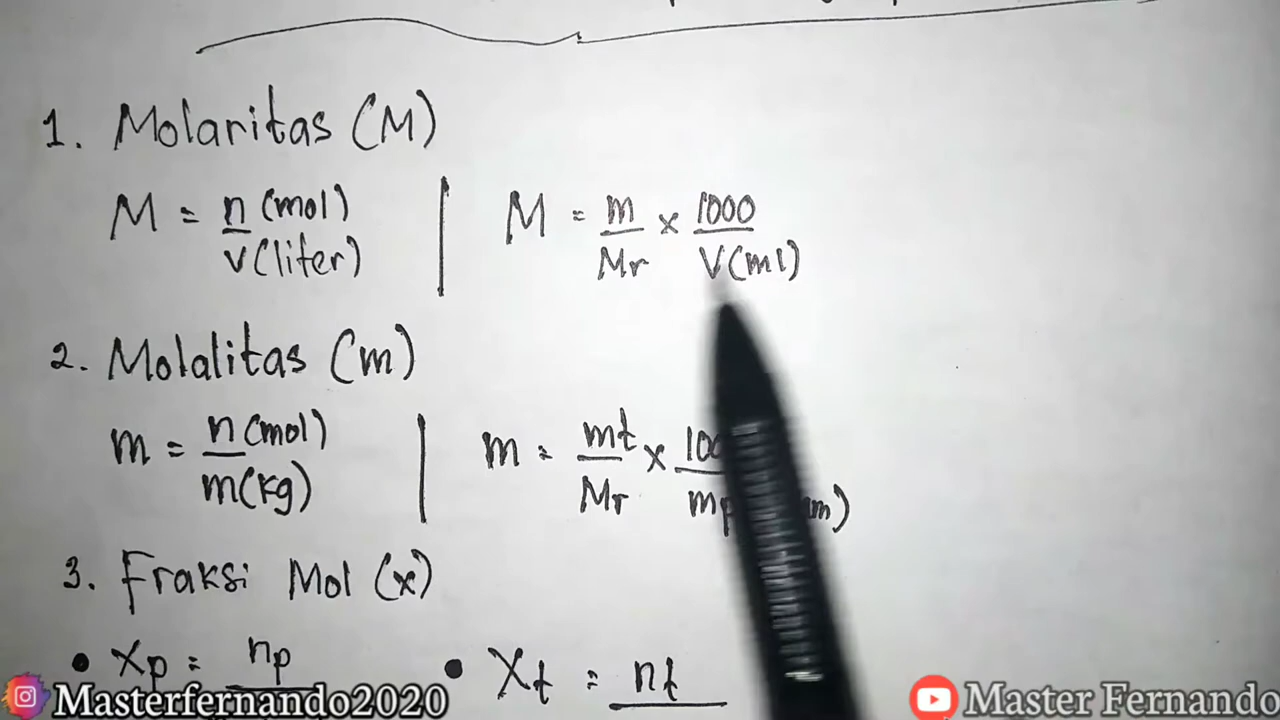 1. Molaritas (M)
M = n (mol) / V (liter) | M = m / Mr x 1000 / V (ml)
2. Molalitas (m)
m = n (mol) / m (kg) | m = mt / Mr x
3. Fraksi Mol (x)
• Xp = np • Xt = nt
Masterfernando2020 Master Fernando